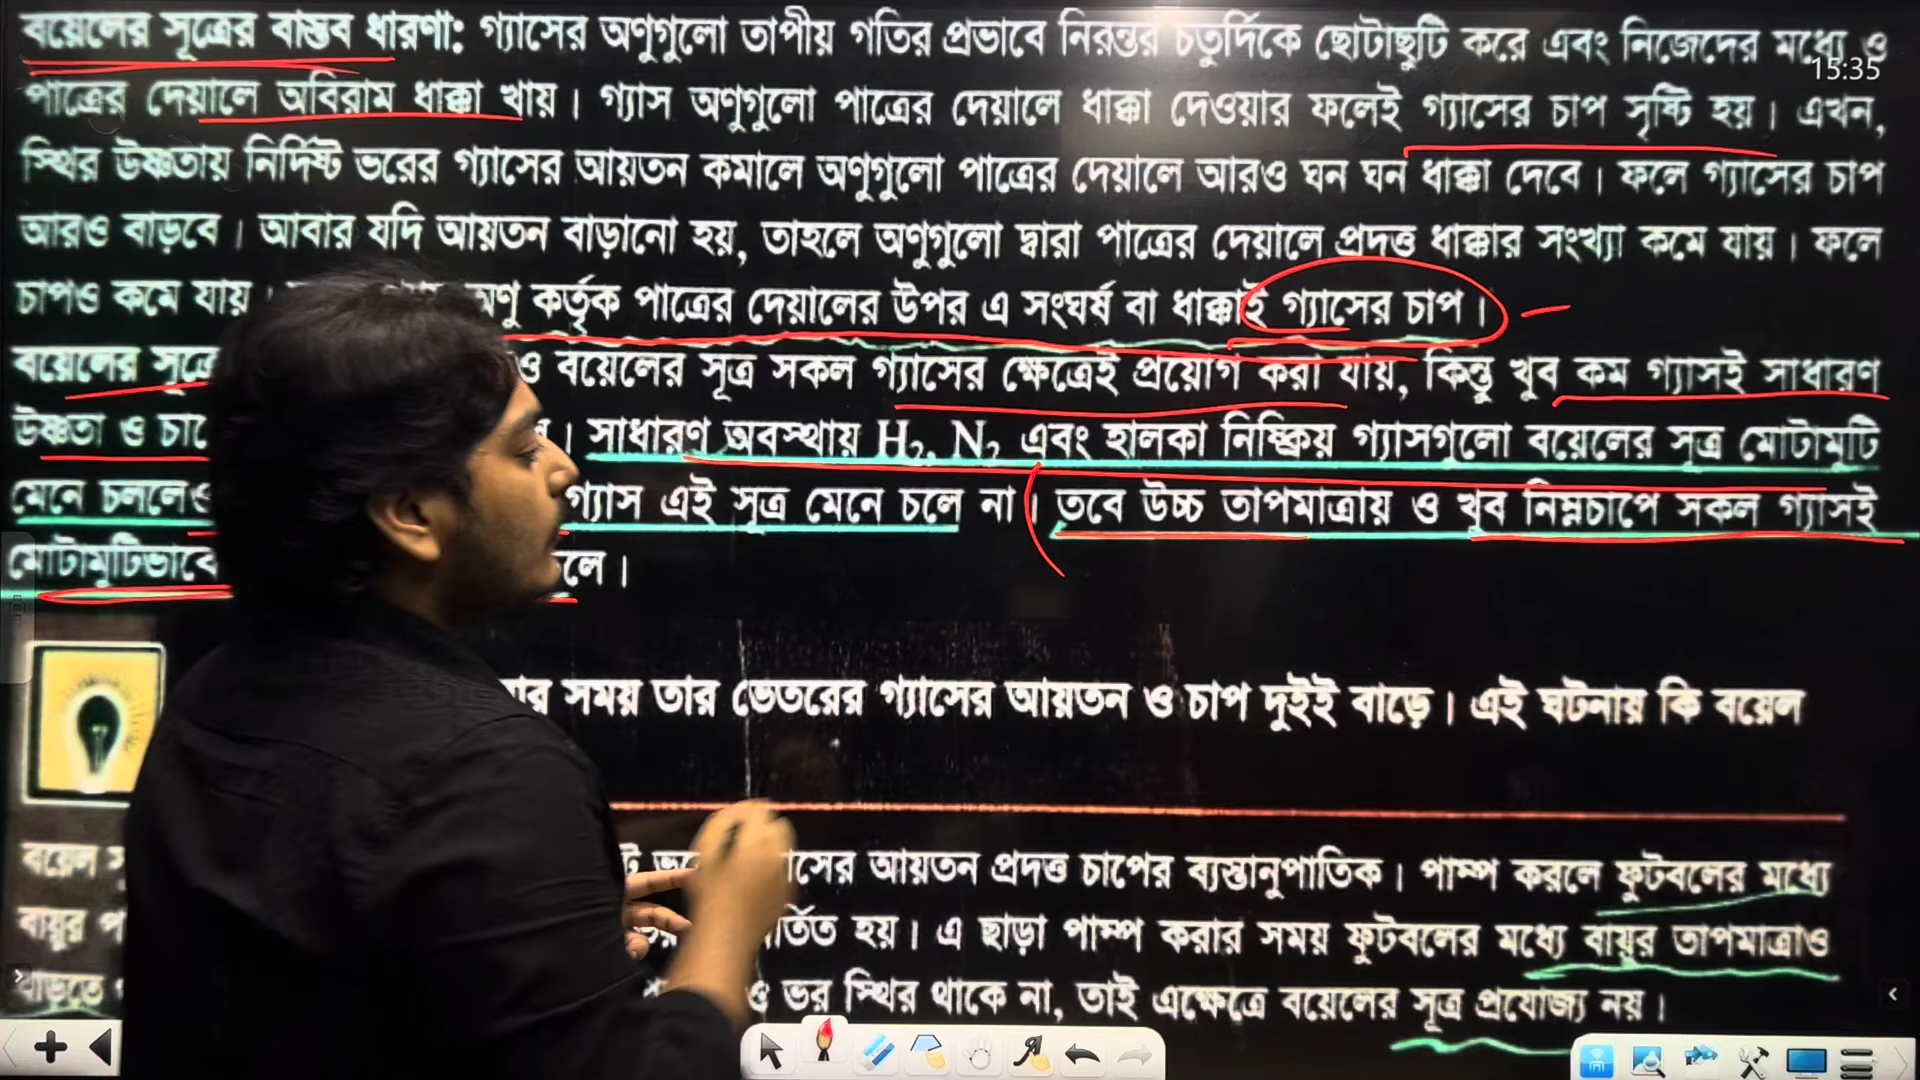 বয়েলের সূত্রের বাস্তব ধারণা: গ্যাসের অণুগুলো তাপীয় গতির প্রভাবে নিরন্তর চতুর্দিকে ছোটাছুটি করে এবং নিজেদের মধ্যে ও
15:35
পাত্রের দেয়ালে অবিরাম ধাক্কা খায়। গ্যাস অণুগুলো পাত্রের দেয়ালে ধাক্কা দেওয়ার ফলেই গ্যাসের চাপ সৃষ্টি হয়। এখন,
স্থির উষ্ণতায় নির্দিষ্ট ভরের গ্যাসের আয়তন কমালে অণুগুলো পাত্রের দেয়ালে আরও ঘন ঘন ধাক্কা দেবে। ফলে গ্যাসের চাপ
আরও বাড়বে। আবার যদি আয়তন বাড়ানো হয়, তাহলে অণুগুলো দ্বারা পাত্রের দেয়ালে প্রদত্ত ধাক্কার সংখ্যা কমে যায়। ফলে
চাপও কমে যায়। অণু কর্তৃক পাত্রের দেয়ালের উপর এ সংঘর্ষ বা ধাক্কাই গ্যাসের চাপ।
বয়েলের ও বয়েলের সূত্র সকল গ্যাসের ক্ষেত্রেই প্রয়োগ করা যায়, কিন্তু খুব কম গ্যাসই সাধারণ
উষ্ণতা ও । সাধারণ অবস্থায় H₂, N₂ এবং হালকা নিষ্ক্রিয় গ্যাসগুলো বয়েলের সূত্র মোটামুটি
মেনে চললেও গ্যাস এই সূত্র মেনে চলে না। তবে উচ্চ তাপমাত্রায় ও খুব নিম্নচাপে সকল গ্যাসই
মোটামুটিভাবে
সময় তার ভেতরের গ্যাসের আয়তন ও চাপ দুইই বাড়ে। এই ঘটনায় কি বয়েল
বয়েল আয়তন প্রদত্ত চাপের ব্যস্তানুপাতিক। পাম্প করলে ফুটবলের মধ্যে
বায়ুর হয়। এ ছাড়া পাম্প করার সময় ফুটবলের মধ্যে বায়ুর তাপমাত্রাও
বাড়তে ও ভর স্থির থাকে না, তাই এক্ষেত্রে বয়েলের সূত্র প্রযোজ্য নয়।